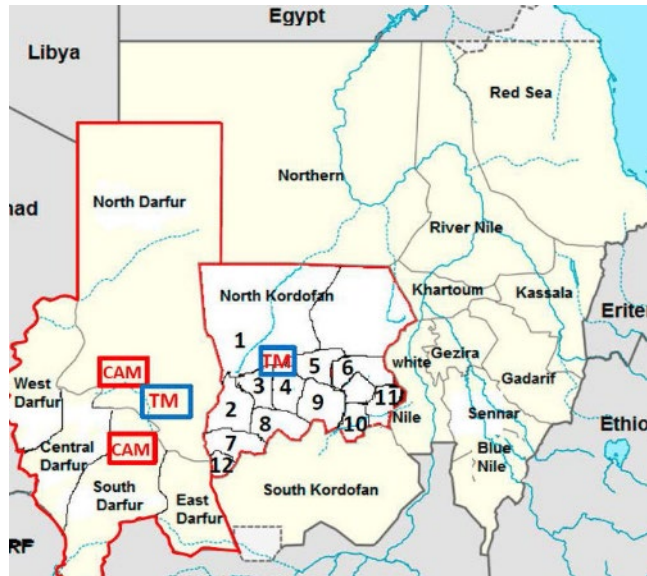 Egypt
Libya
Red Sea
Northern
had
North Darfur
River Nile
North Kordofan
Khartoum
Kassala
Eritei
1
TM
5
6
white
Gezira
CAM
3
4
Gadarif
West
Darfur
TM
2
9
11
Nile
Sennar
Ethio
8
10
Central
Darfur
CAM
7
Blue
Nile
12
South
Darfur
East
Darfur
South Kordofan
RF